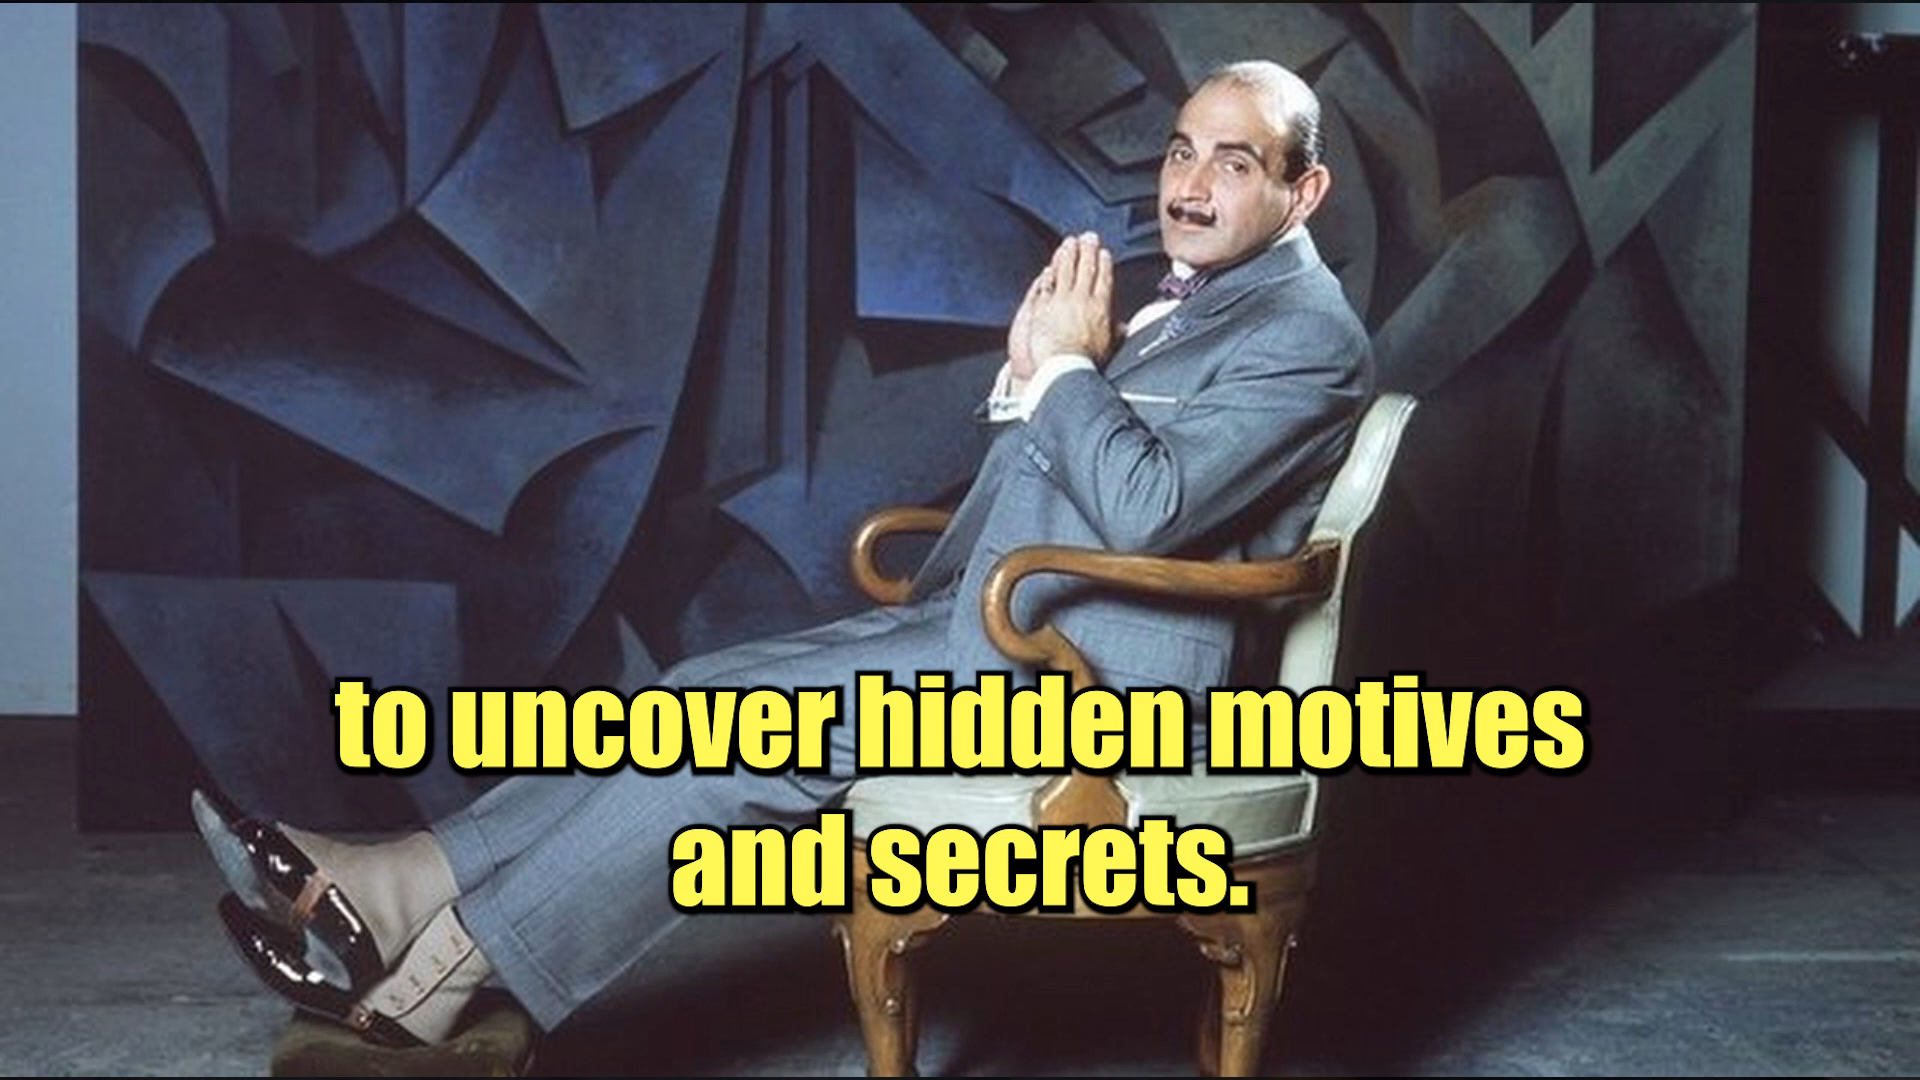 to uncover hidden motives
and secrets.